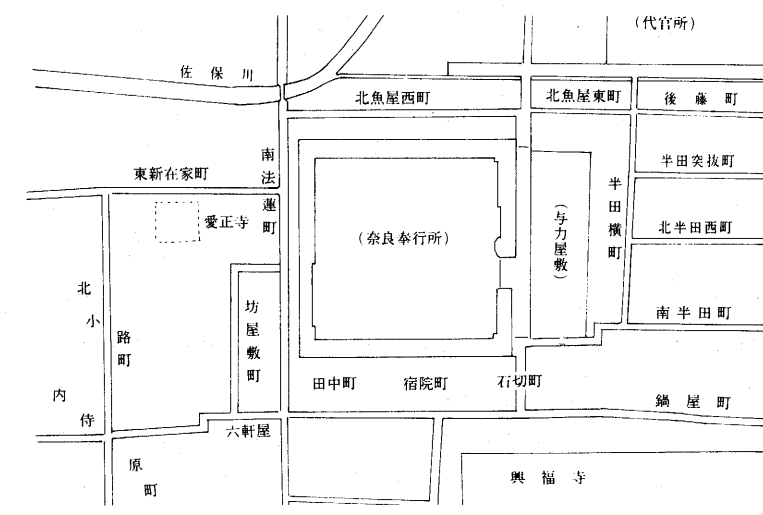 (代官所)
佐保川
北魚屋西町
北魚屋東町
後藤町
南法蓮町
東新在家町
半田突抜町
愛正寺
(奈良奉行所)
(与力屋敷)
半田横町
北半田西町
北小路町
坊屋敷町
南半田町
田中町
宿院町
石切町
鍋屋町
内侍原町
六軒屋
興福寺